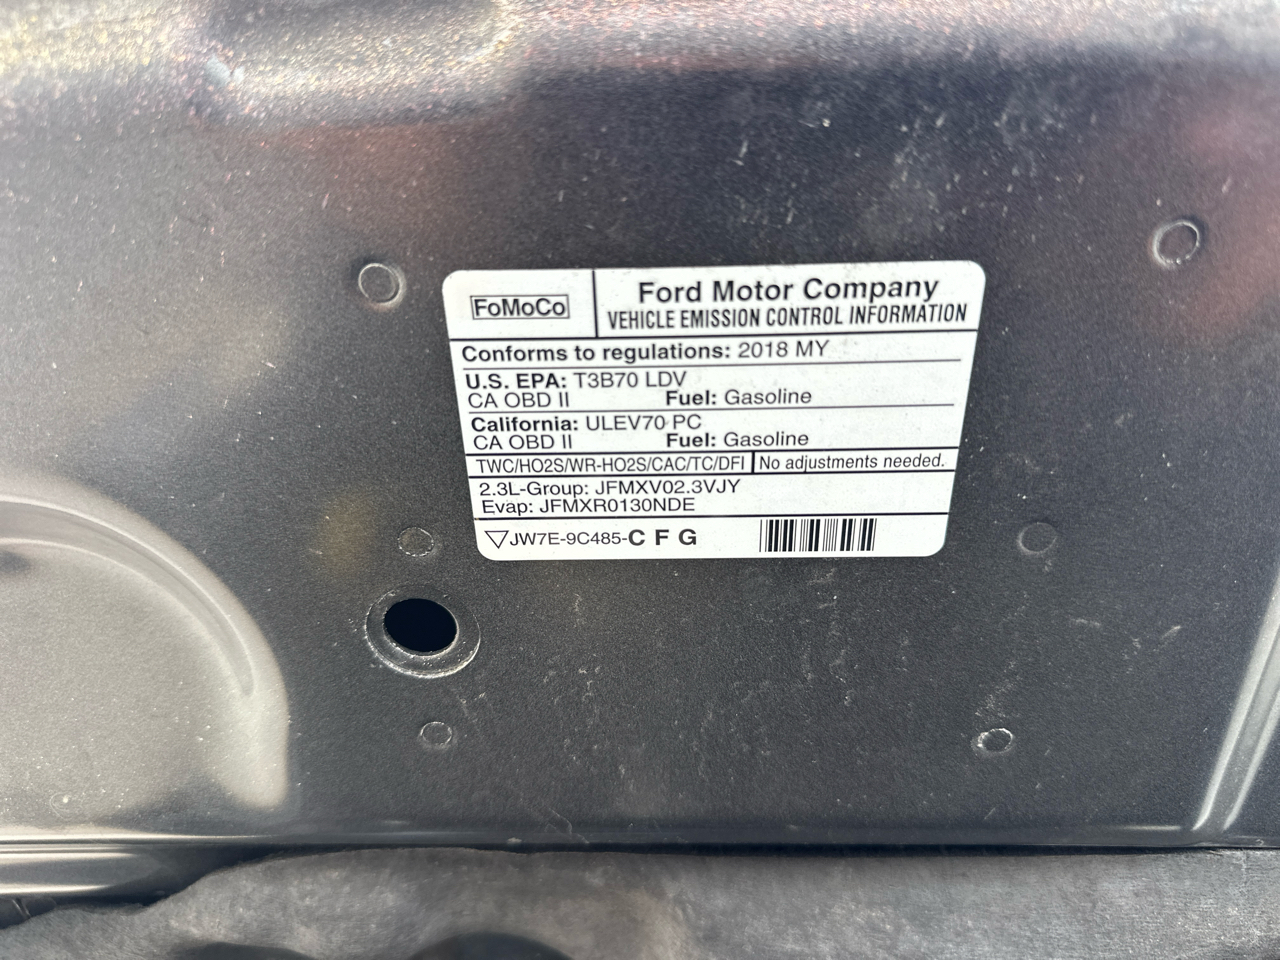 FoMoCo
Ford Motor Company
VEHICLE EMISSION CONTROL INFORMATION
Conforms to regulations: 2018 MY
U.S. EPA: T3B70 LDV
CA OBD II Fuel: Gasoline
California: ULEV70 PC
CA OBD II Fuel: Gasoline
TWC/HO2S/WR-HO2S/CAC/TC/DFI No adjustments needed.
2.3L-Group: JFMXV02.3VJY
Evap: JFMXR0130NDE
JW7E-9C485-C F G